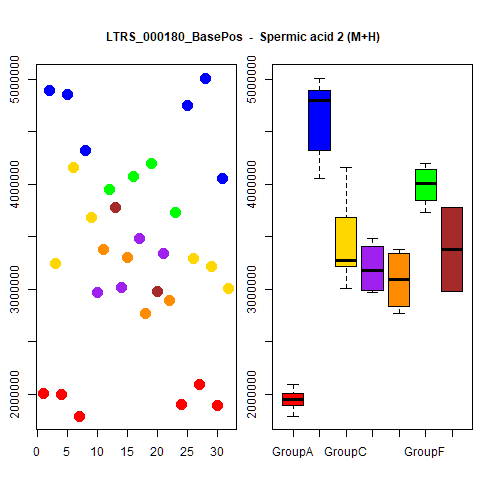 LTRS_000180_BasePos - Spermic acid 2 (M+H)
5000000
4000000
3000000
2000000
0 5 10 15 20 25 30
5000000
4000000
3000000
2000000
GroupA GroupC GroupF